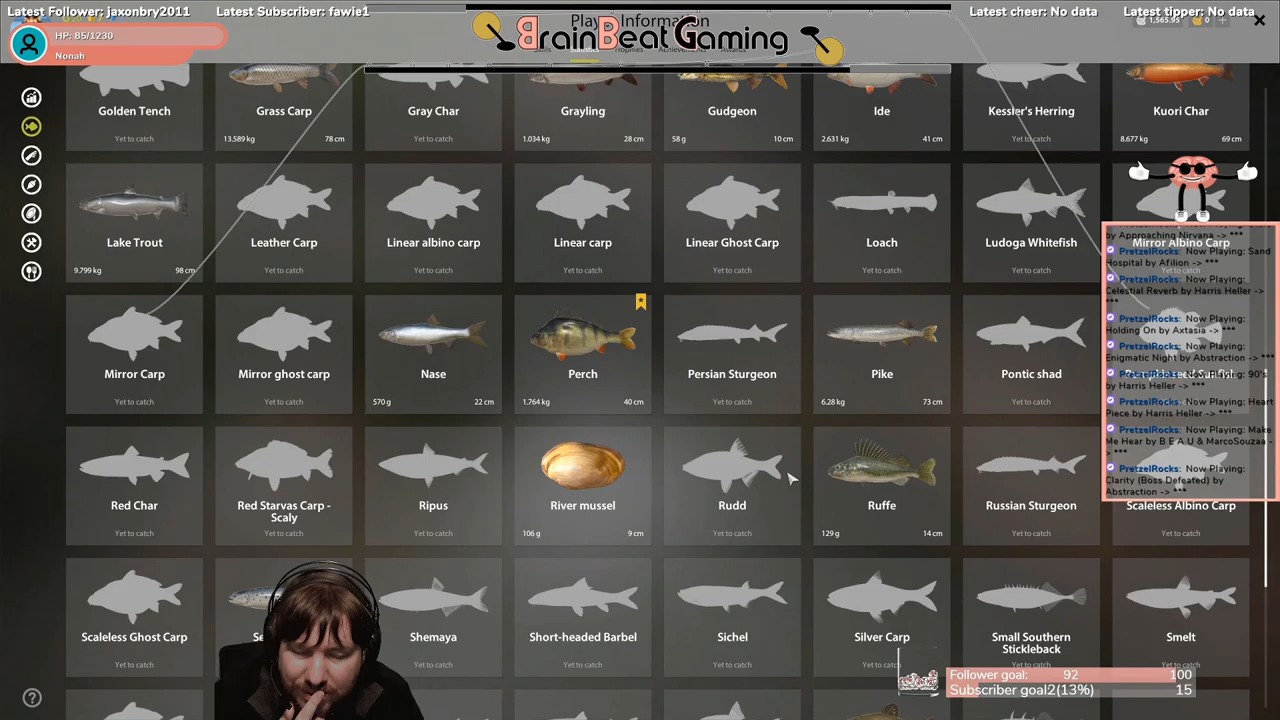 Latest Follower: jaxonbry2011
Latest Subscriber: fawie1
Latest cheer: No data
Latest tipper: No data
BrainBeat Gaming
1,565.95
0
HP: 85/1230
Nonah
Golden Tench
Grass Carp
Gray Char
Grayling
Gudgeon
Ide
Kessler's Herring
Kuori Char
Yet to catch
13.589 kg 78 cm
Yet to catch
1.034 kg 28 cm
58 g 10 cm
2.631 kg 41 cm
Yet to catch
8.677 kg 69 cm
Lake Trout
Leather Carp
Linear albino carp
Linear carp
Linear Ghost Carp
Loach
Ludoga Whitefish
Mirror Albino Carp
9.799 kg 98 cm
Yet to catch
Yet to catch
Yet to catch
Yet to catch
Yet to catch
Yet to catch
Yet to catch
Mirror Carp
Mirror ghost carp
Nase
Perch
Persian Sturgeon
Pike
Pontic shad
Yet to catch
Yet to catch
570 g 22 cm
1.764 kg 40 cm
Yet to catch
6.28 kg 73 cm
Yet to catch
Red Char
Red Starvas Carp -
Scaly
Ripus
River mussel
Rudd
Ruffe
Russian Sturgeon
Scaleless Albino Carp
Yet to catch
Yet to catch
Yet to catch
106 g 9 cm
Yet to catch
129 g 14 cm
Yet to catch
Yet to catch
Scaleless Ghost Carp
Shemaya
Short-headed Barbel
Sichel
Silver Carp
Small Southern
Stickleback
Smelt
Yet to catch
Yet to catch
Yet to catch
Yet to catch
Yet to catch
by Approaching Nirvana -> ***
PretzelRocks: Now Playing: Sand
Hospital by Afilion -> ***
PretzelRocks: Now Playing:
Celestial Reverb by Harris Heller ->
***
PretzelRocks: Now Playing:
Holding On by Axtasia -> ***
PretzelRocks: Now Playing:
Enigmatic Night by Abstraction -> ***
PretzelRocks: Now Playing: 90's
by Harris Heller -> ***
PretzelRocks: Now Playing: Heart
Piece by Harris Heller -> ***
PretzelRocks: Now Playing: Make
Me Hear by B E A U & MarcoSouzaa -
> ***
PretzelRocks: Now Playing:
Clarity (Boss Defeated) by
Abstraction -> ***
Follower goal: 92 100
Subscriber goal2(13%) 15